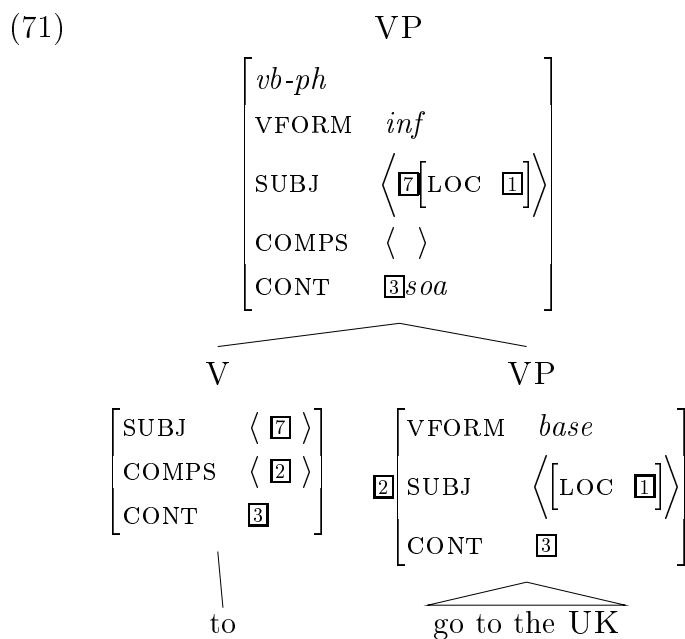 (71) VP
vb-ph
VFORM inf
SUBJ ⟨ 7 [LOC 1] ⟩
COMPS ⟨ ⟩
CONT 3 soa
V VP
SUBJ ⟨ 7 ⟩ VFORM base
COMPS ⟨ 2 ⟩ 2 SUBJ ⟨ [LOC 1] ⟩
CONT 3 CONT 3
to go to the UK